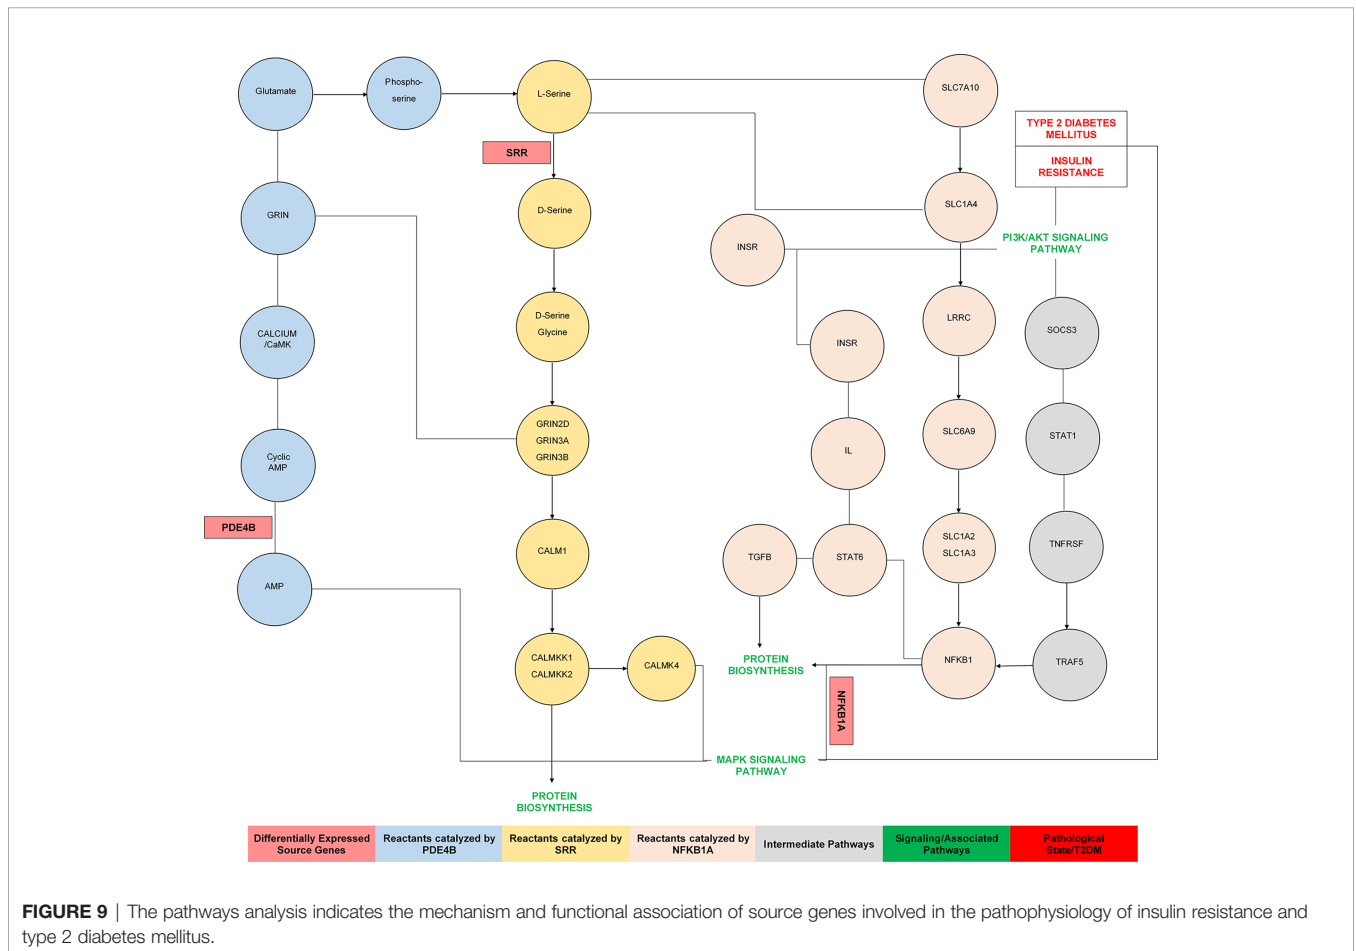 Glutamate
Phospho-
serine
L-Serine
SLC7A10
TYPE 2 DIABETES
MELLITUS
INSULIN
RESISTANCE
SRR
GRIN
D-Serine
SLC1A4
INSR
PI3K/AKT SIGNALING
PATHWAY
CALCIUM
/CaMK
D-Serine
Glycine
INSR
LRRC
SOCS3
GRIN2D
GRIN3A
GRIN3B
SLC6A9
STAT1
Cyclic
AMP
IL
PDE4B
CALM1
TGFB
STAT6
SLC1A2
SLC1A3
TNFRSF
AMP
CALMKK1
CALMKK2
CALMK4
PROTEIN
BIOSYNTHESIS
NFKB1
TRAF5
NFKB1A
MAPK SIGNALING
PATHWAY
PROTEIN
BIOSYNTHESIS
Differentially Expressed
Source Genes
Reactants catalyzed by
PDE4B
Reactants catalyzed by
SRR
Reactants catalyzed by
NFKB1A
Intermediate Pathways
Signaling/Associated
Pathways
Pathological
State/T2DM
FIGURE 9 | The pathways analysis indicates the mechanism and functional association of source genes involved in the pathophysiology of insulin resistance and
type 2 diabetes mellitus.